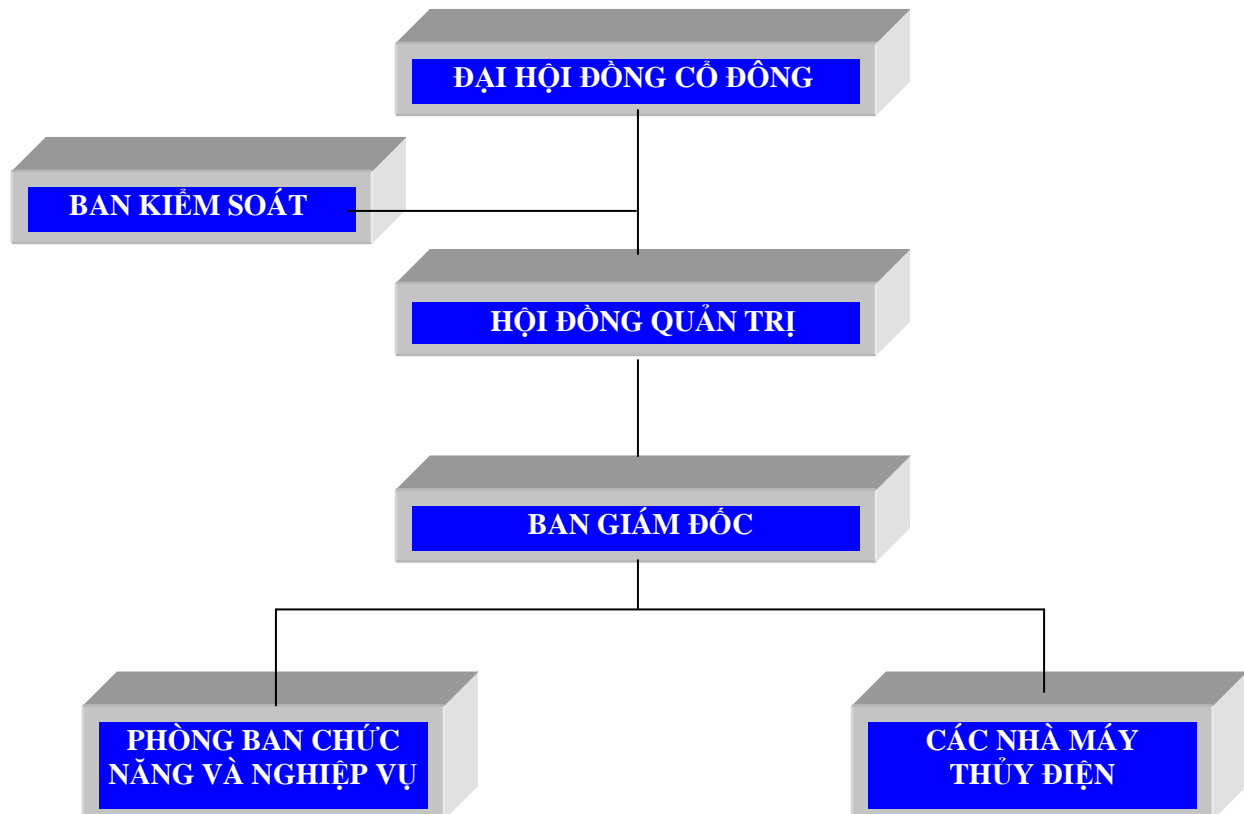 ĐẠI HỘI ĐỒNG CỔ ĐÔNG
BAN KIỂM SOÁT
HỘI ĐỒNG QUẢN TRỊ
BAN GIÁM ĐỐC
PHÒNG BAN CHỨC
NĂNG VÀ NGHIỆP VỤ
CÁC NHÀ MÁY
THỦY ĐIỆN